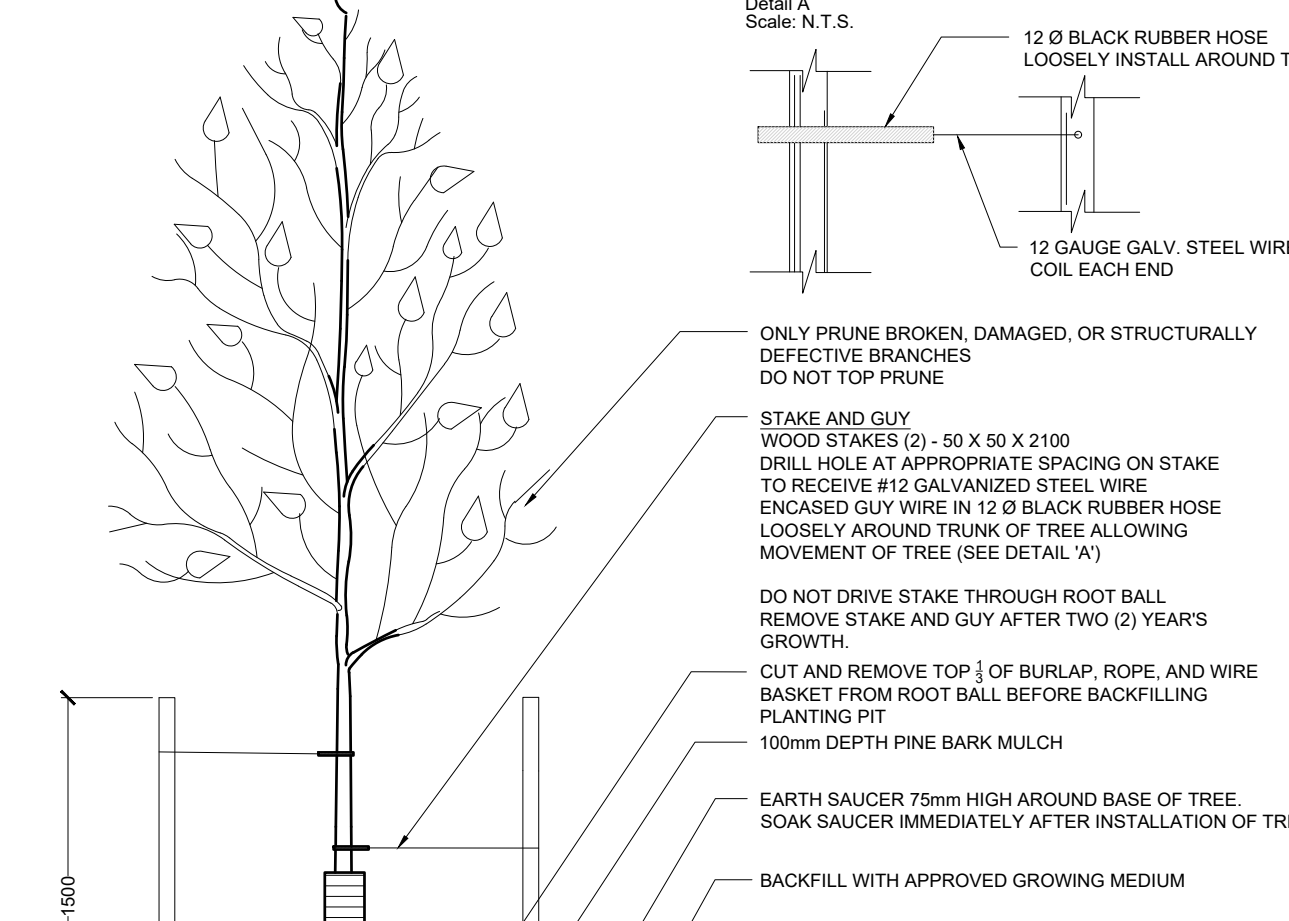 Detail A
Scale: N.T.S.
12 Ø BLACK RUBBER HOSE
LOOSELY INSTALL AROUND
12 GAUGE GALV. STEEL WIRE
COIL EACH END
ONLY PRUNE BROKEN, DAMAGED, OR STRUCTURALLY
DEFECTIVE BRANCHES
DO NOT TOP PRUNE
STAKE AND GUY
WOOD STAKES (2) - 50 X 50 X 2100
DRILL HOLE AT APPROPRIATE SPACING ON STAKE
TO RECEIVE #12 GALVANIZED STEEL WIRE
ENCASED GUY WIRE IN 12 Ø BLACK RUBBER HOSE
LOOSELY AROUND TRUNK OF TREE ALLOWING
MOVEMENT OF TREE (SEE DETAIL 'A')
DO NOT DRIVE STAKE THROUGH ROOT BALL
REMOVE STAKE AND GUY AFTER TWO (2) YEAR'S
GROWTH.
CUT AND REMOVE TOP 1/3 OF BURLAP, ROPE, AND WIRE
BASKET FROM ROOT BALL BEFORE BACKFILLING
PLANTING PIT
100mm DEPTH PINE BARK MULCH
EARTH SAUCER 75mm HIGH AROUND BASE OF TREE.
SOAK SAUCER IMMEDIATELY AFTER INSTALLATION OF
BACKFILL WITH APPROVED GROWING MEDIUM
1500